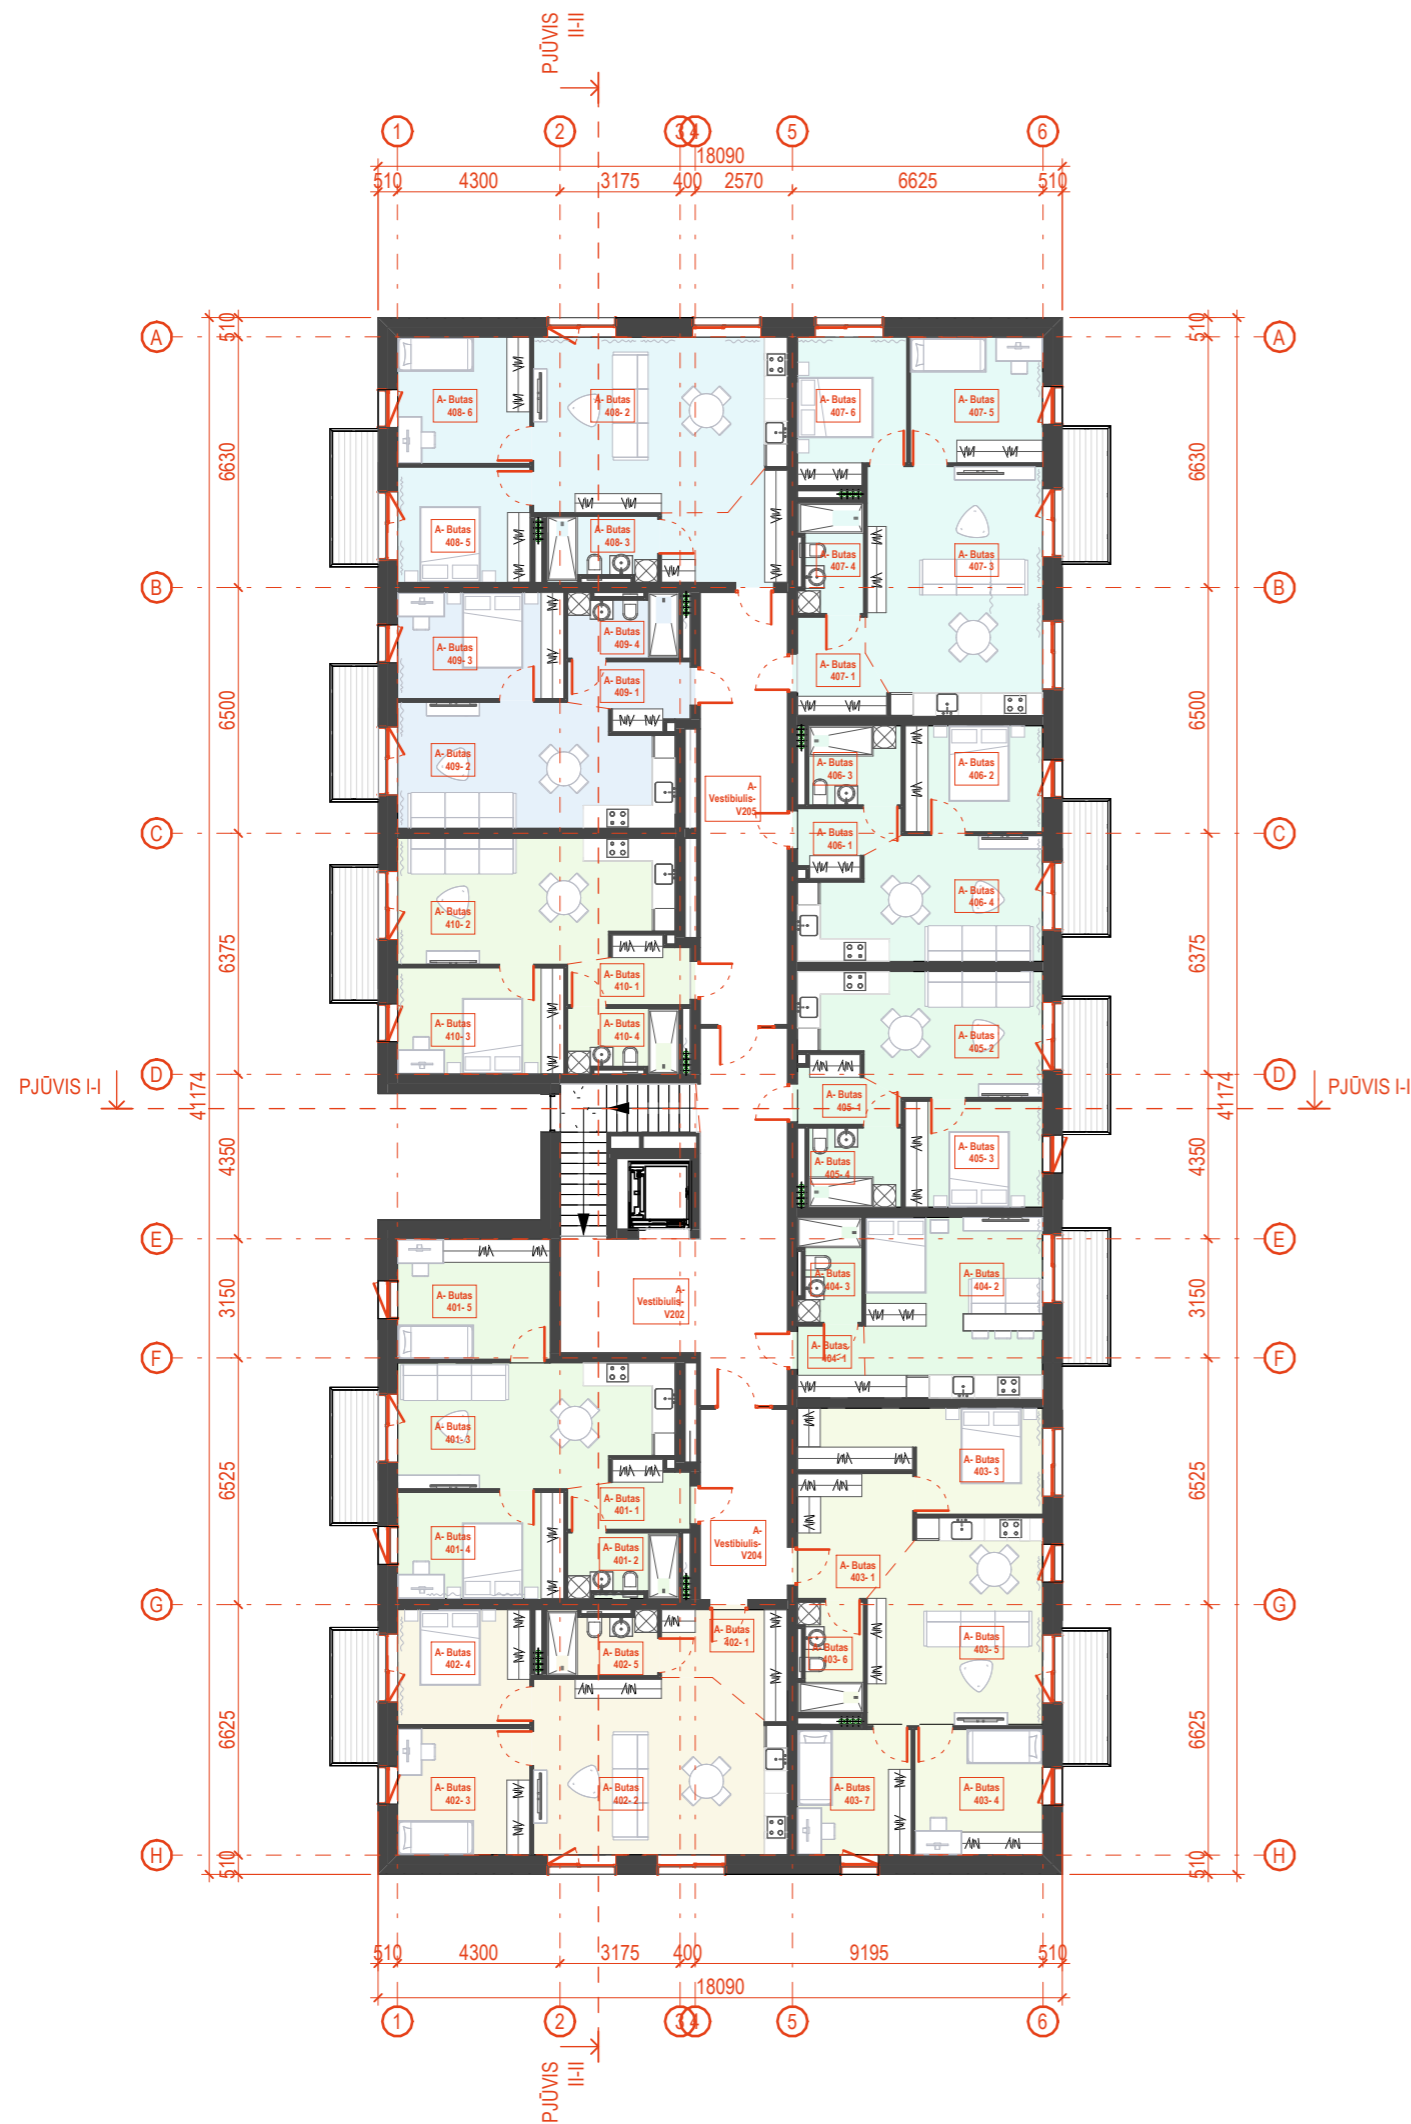 PJŪVIS
II-II
1
2
3
4
5
6
18090
510
4300
3175
400
2570
6625
510
510
510
A
A
A- Butas
408- 6
A- Butas
408- 2
A- Butas
407- 6
A- Butas
407- 5
6630
6630
A- Butas
408- 5
A- Butas
408- 3
A- Butas
407- 4
A- Butas
407- 3
B
B
A- Butas
409- 3
A- Butas
409- 4
A- Butas
409- 1
A- Butas
407- 1
6500
6500
A- Butas
409- 2
A-
Vestibiulis-
V205
A- Butas
406- 3
A- Butas
406- 2
C
C
A- Butas
406- 1
A- Butas
410- 2
A- Butas
406- 4
6375
6375
A- Butas
410- 1
A- Butas
410- 3
A- Butas
410- 4
A- Butas
405- 2
D
D
PJŪVIS I-I
41174
41174
PJŪVIS I-I
A- Butas
405- 1
4350
4350
A- Butas
405- 4
A- Butas
405- 3
E
E
A- Butas
401- 5
A-
Vestibiulis-
V202
A- Butas
404- 3
A- Butas
404- 2
3150
3150
A- Butas
404- 1
F
F
A- Butas
401- 3
A- Butas
403- 3
6525
6525
A- Butas
401- 1
A- Butas
401- 4
A- Butas
401- 2
A-
Vestibiulis-
V204
A- Butas
403- 1
G
G
A- Butas
402- 4
A- Butas
402- 5
A- Butas
402- 1
A- Butas
403- 6
A- Butas
403- 5
6625
6625
A- Butas
402- 3
A- Butas
402- 2
A- Butas
403- 7
A- Butas
403- 4
H
H
510
510
510
4300
3175
400
9195
510
18090
1
2
3
4
5
6
PJŪVIS
II-II